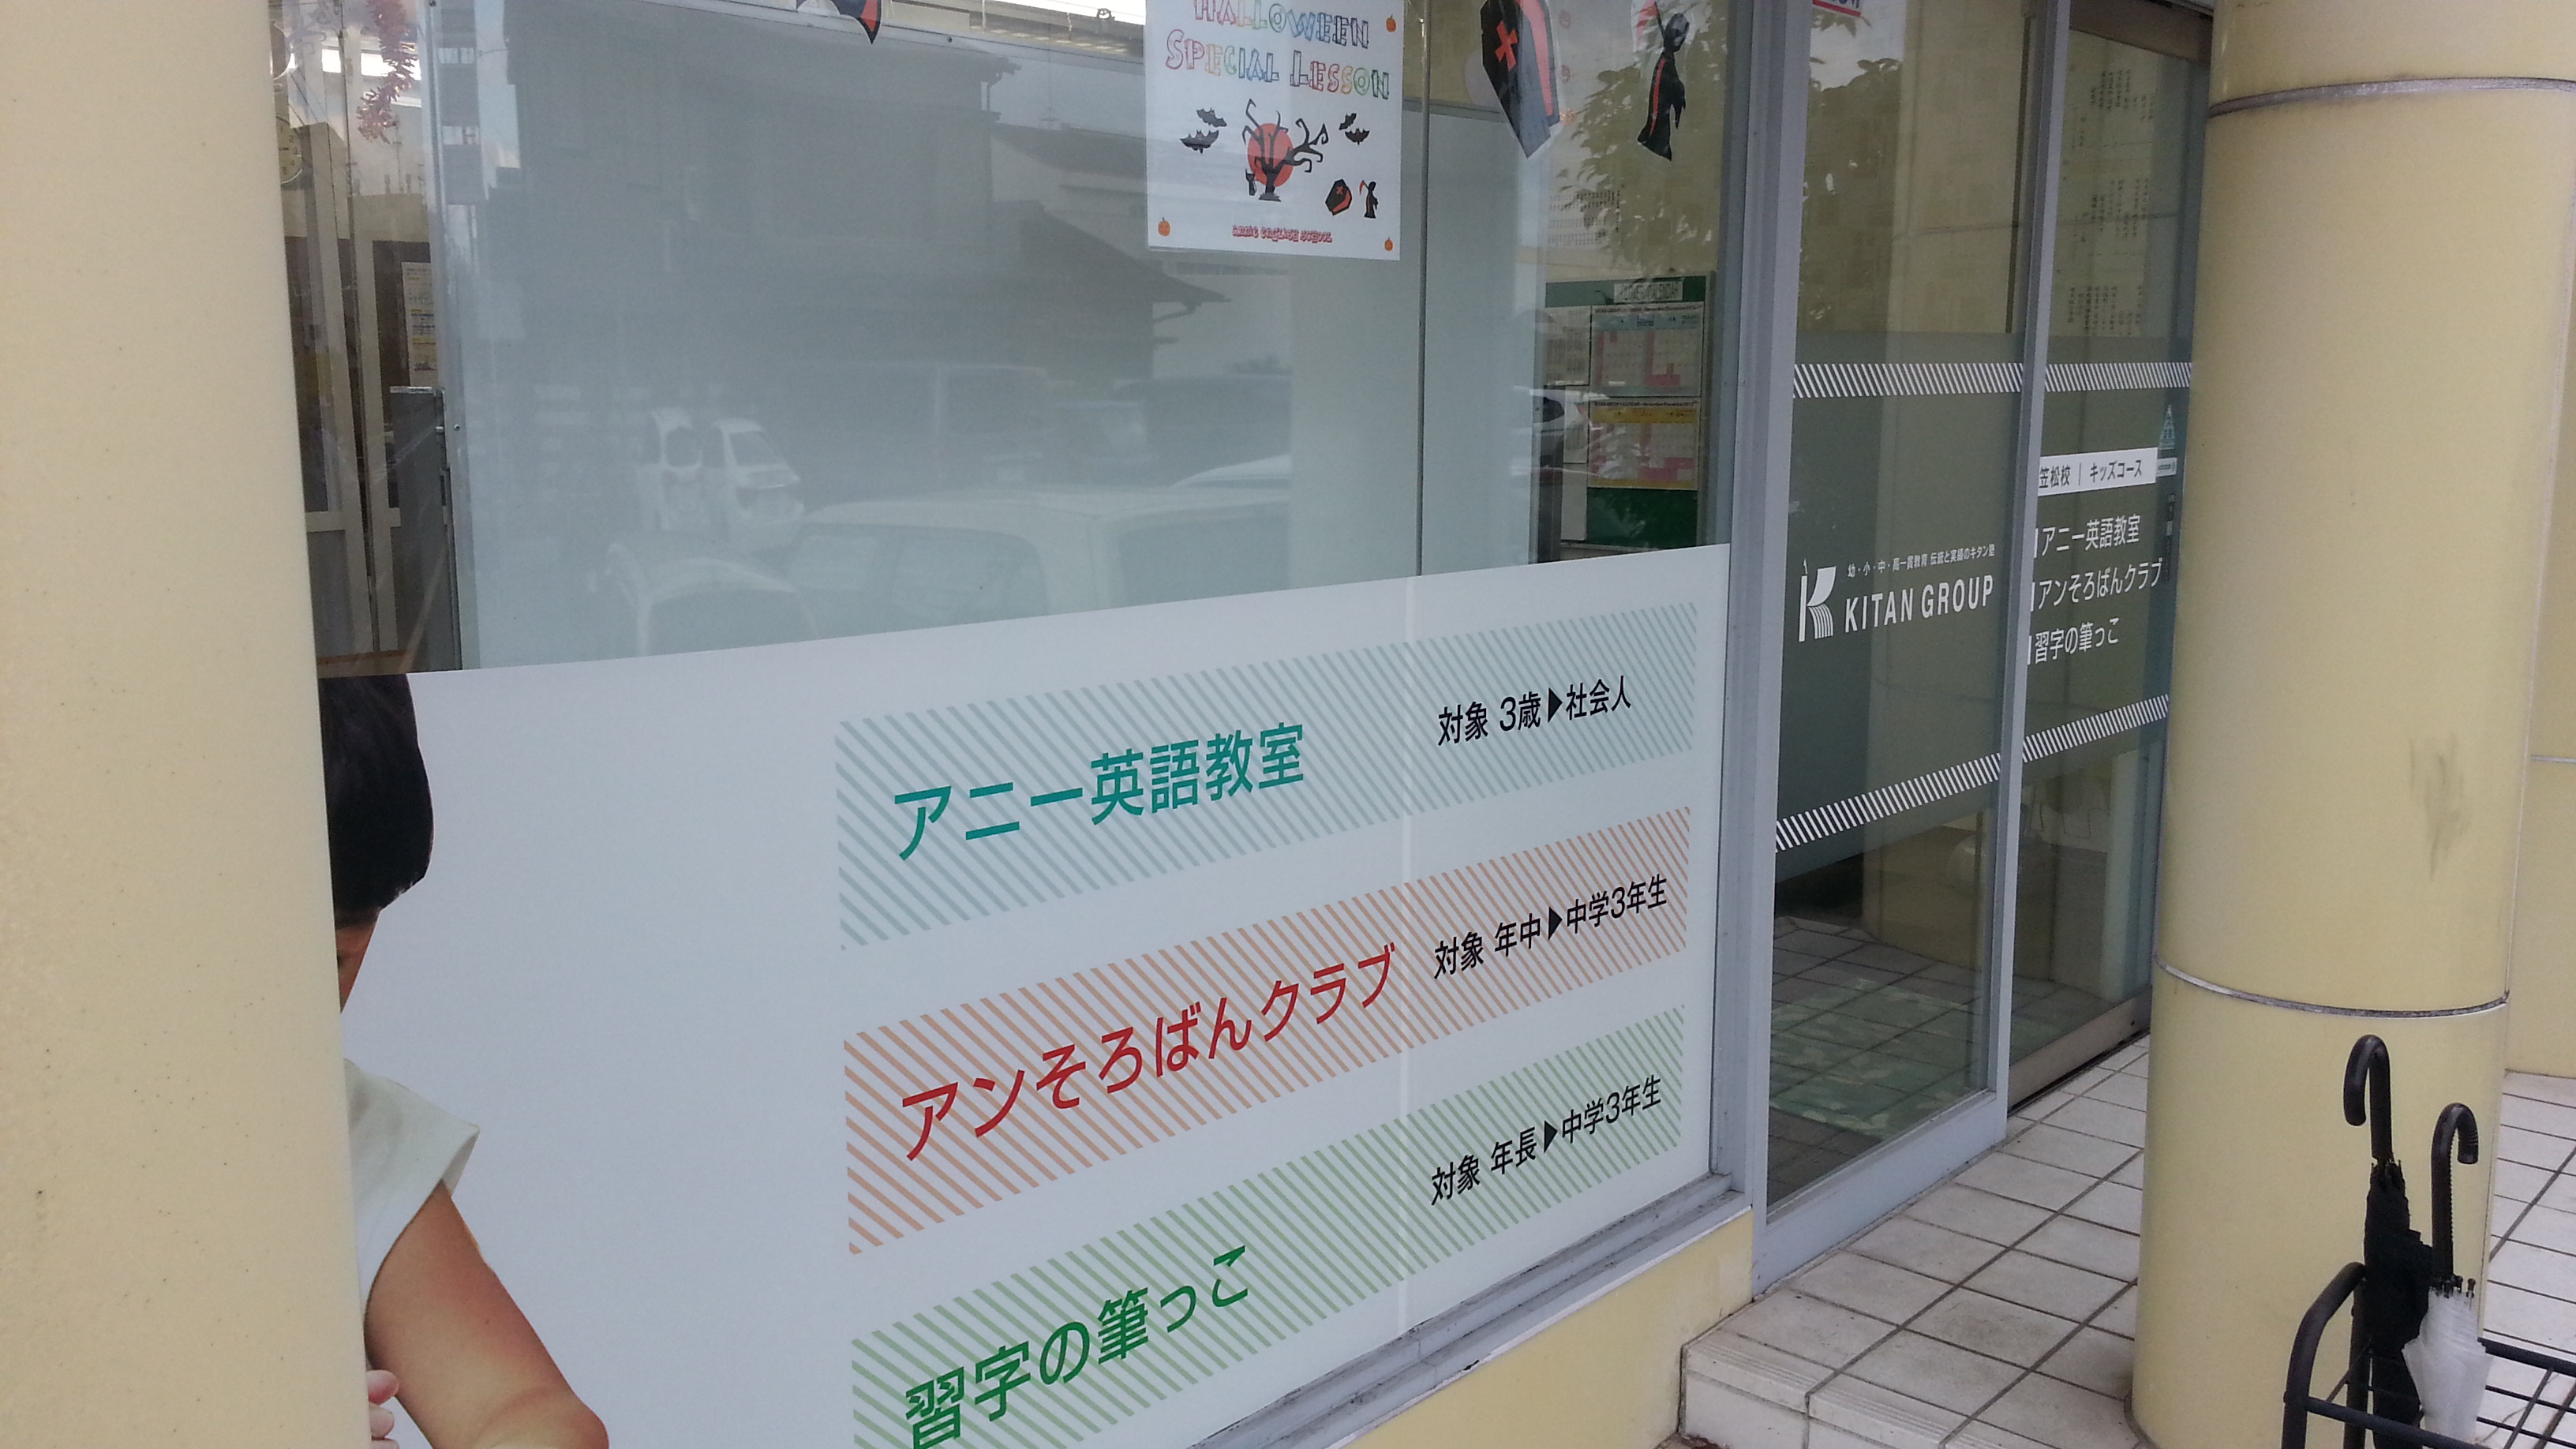 HALLOWEEN
SPECIAL LESSON
ANNIE ENGLISH SCHOOL
アニー英語教室
対象 3歳▶社会人
アンそろばんクラブ
対象 年中▶中学3年生
習字の筆っこ
対象 年長▶中学3年生
幼・小・中・高一貫教育 伝統と実績のキタン塾
KITAN GROUP
笠松校 | キッズコース
アニー英語教室
アンそろばんクラブ
習字の筆っこ